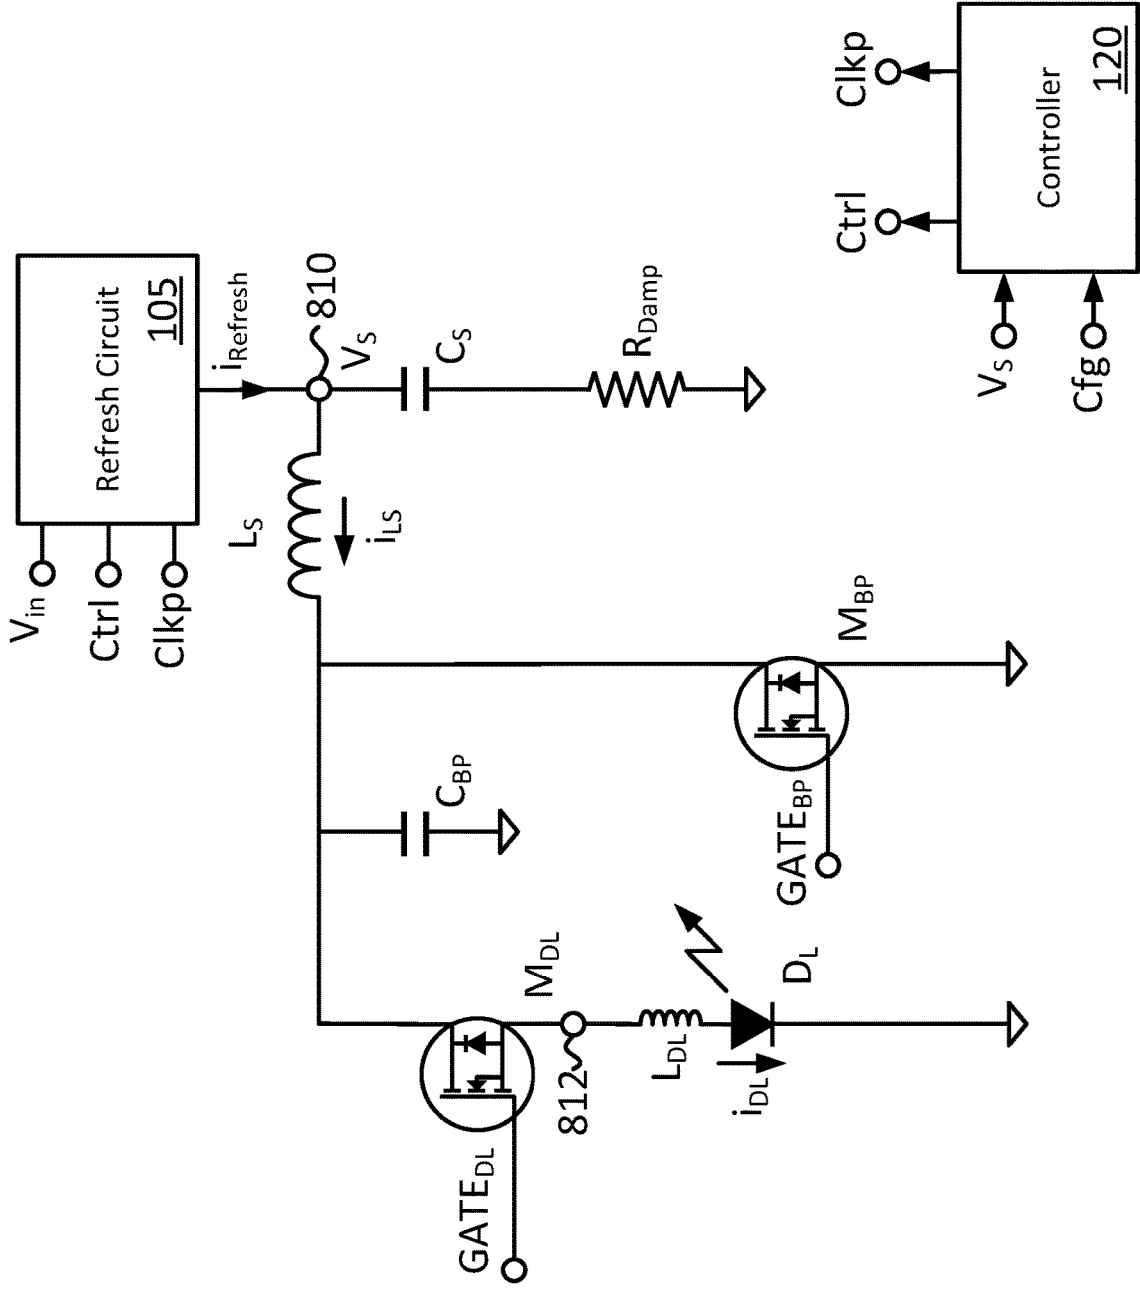 Refresh Circuit
105
Vin
Ctrl
Clkp
iRefresh
810
VS
LS
iLS
CS
RDamp
Clkp
Ctrl
Controller
120
VS
Cfg
MBP
GATEBP
CBP
MDL
GATEDL
812
LDL
iDL
DL